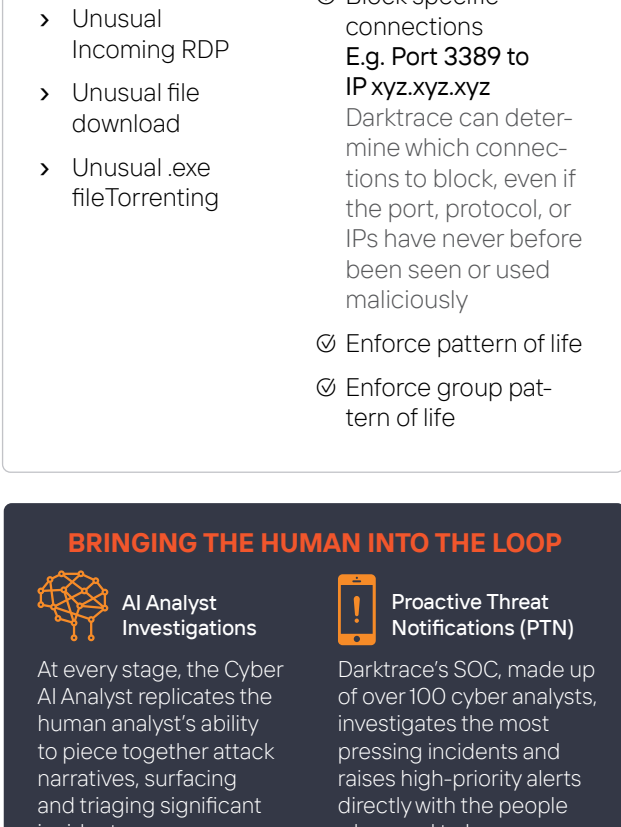 › Unusual
Incoming RDP
› Unusual file
download
› Unusual .exe
fileTorrenting
Block specific
connections
E.g. Port 3389 to
IP xyz.xyz.xyz
Darktrace can deter-
mine which connec-
tions to block, even if
the port, protocol, or
IPs have never before
been seen or used
maliciously
Enforce pattern of life
Enforce group pat-
tern of life
BRINGING THE HUMAN INTO THE LOOP
AI Analyst
Investigations
At every stage, the Cyber
AI Analyst replicates the
human analyst’s ability
to piece together attack
narratives, surfacing
and triaging significant
Proactive Threat
Notifications (PTN)
Darktrace’s SOC, made up
of over 100 cyber analysts,
investigates the most
pressing incidents and
raises high-priority alerts
directly with the people